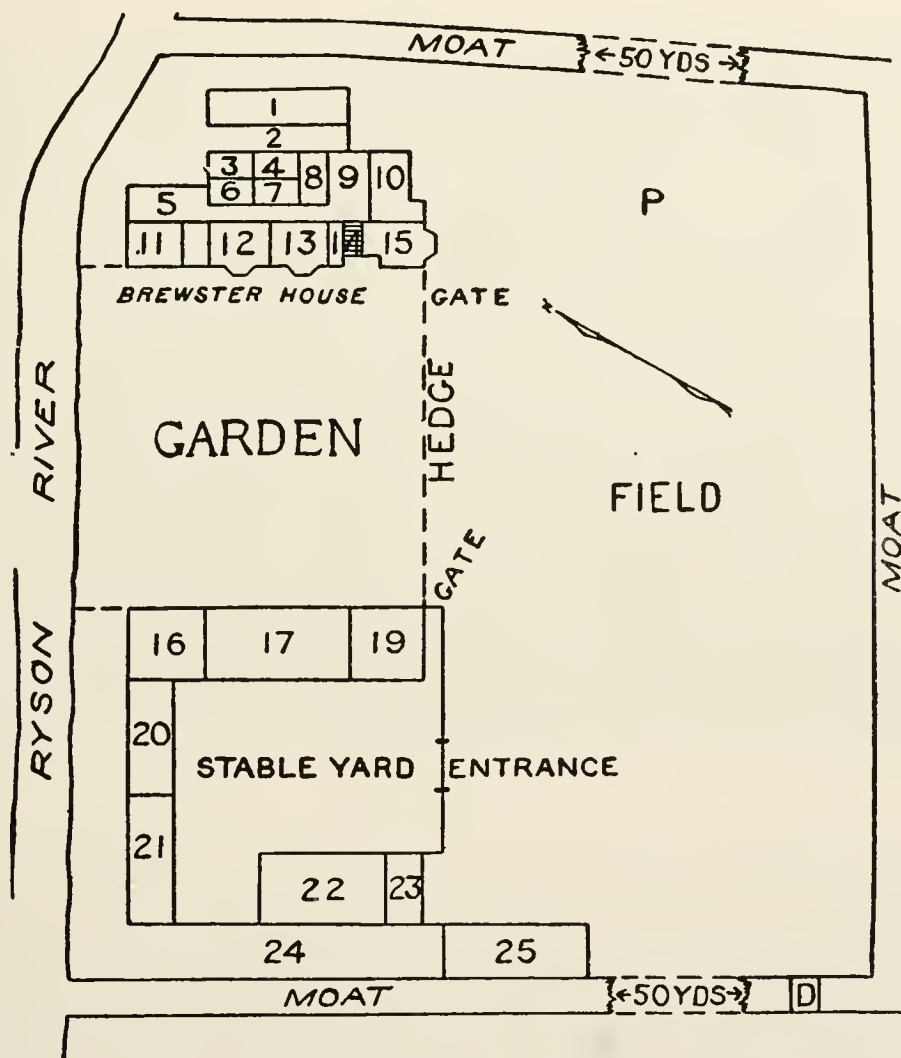 MOAT
←50 YDS→
1
2
3 4 8 9 10
6 7
5
P
11 12 13 14 15
BREWSTER HOUSE
GATE
RIVER
GARDEN
HEDGE
FIELD
MOAT
GATE
RYSON
16 17 19
20
STABLE YARD ENTRANCE
21
22 23
24 25
MOAT
←50 YDS→
D